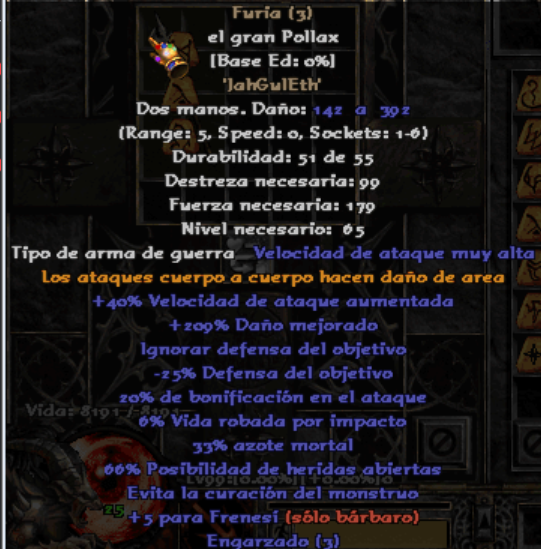 Furia (3)
el gran Pollax
[Base Ed: 0%]
'JahGulEth'
Dos manos. Daño: 142 a 392
(Range: 5, Speed: 0, Sockets: 1-6)
Durabilidad: 51 de 55
Destreza necesaria: 99
Fuerza necesaria: 179
Nivel necesario: 65
Tipo de arma de guerra Velocidad de ataque muy alta
Los ataques cuerpo a cuerpo hacen daño de area
+40% Velocidad de ataque aumentada
+209% Daño mejorado
Ignorar defensa del objetivo
-25% Defensa del objetivo
20% de bonificación en el ataque
6% Vida robada por impacto
Vida: 8191 / 8191
33% azote mortal
66% Posibilidad de heridas abiertas
Evita la curación del monstruo
25
+5 para Frenesí (sólo bárbaro)
Engarzado (3)